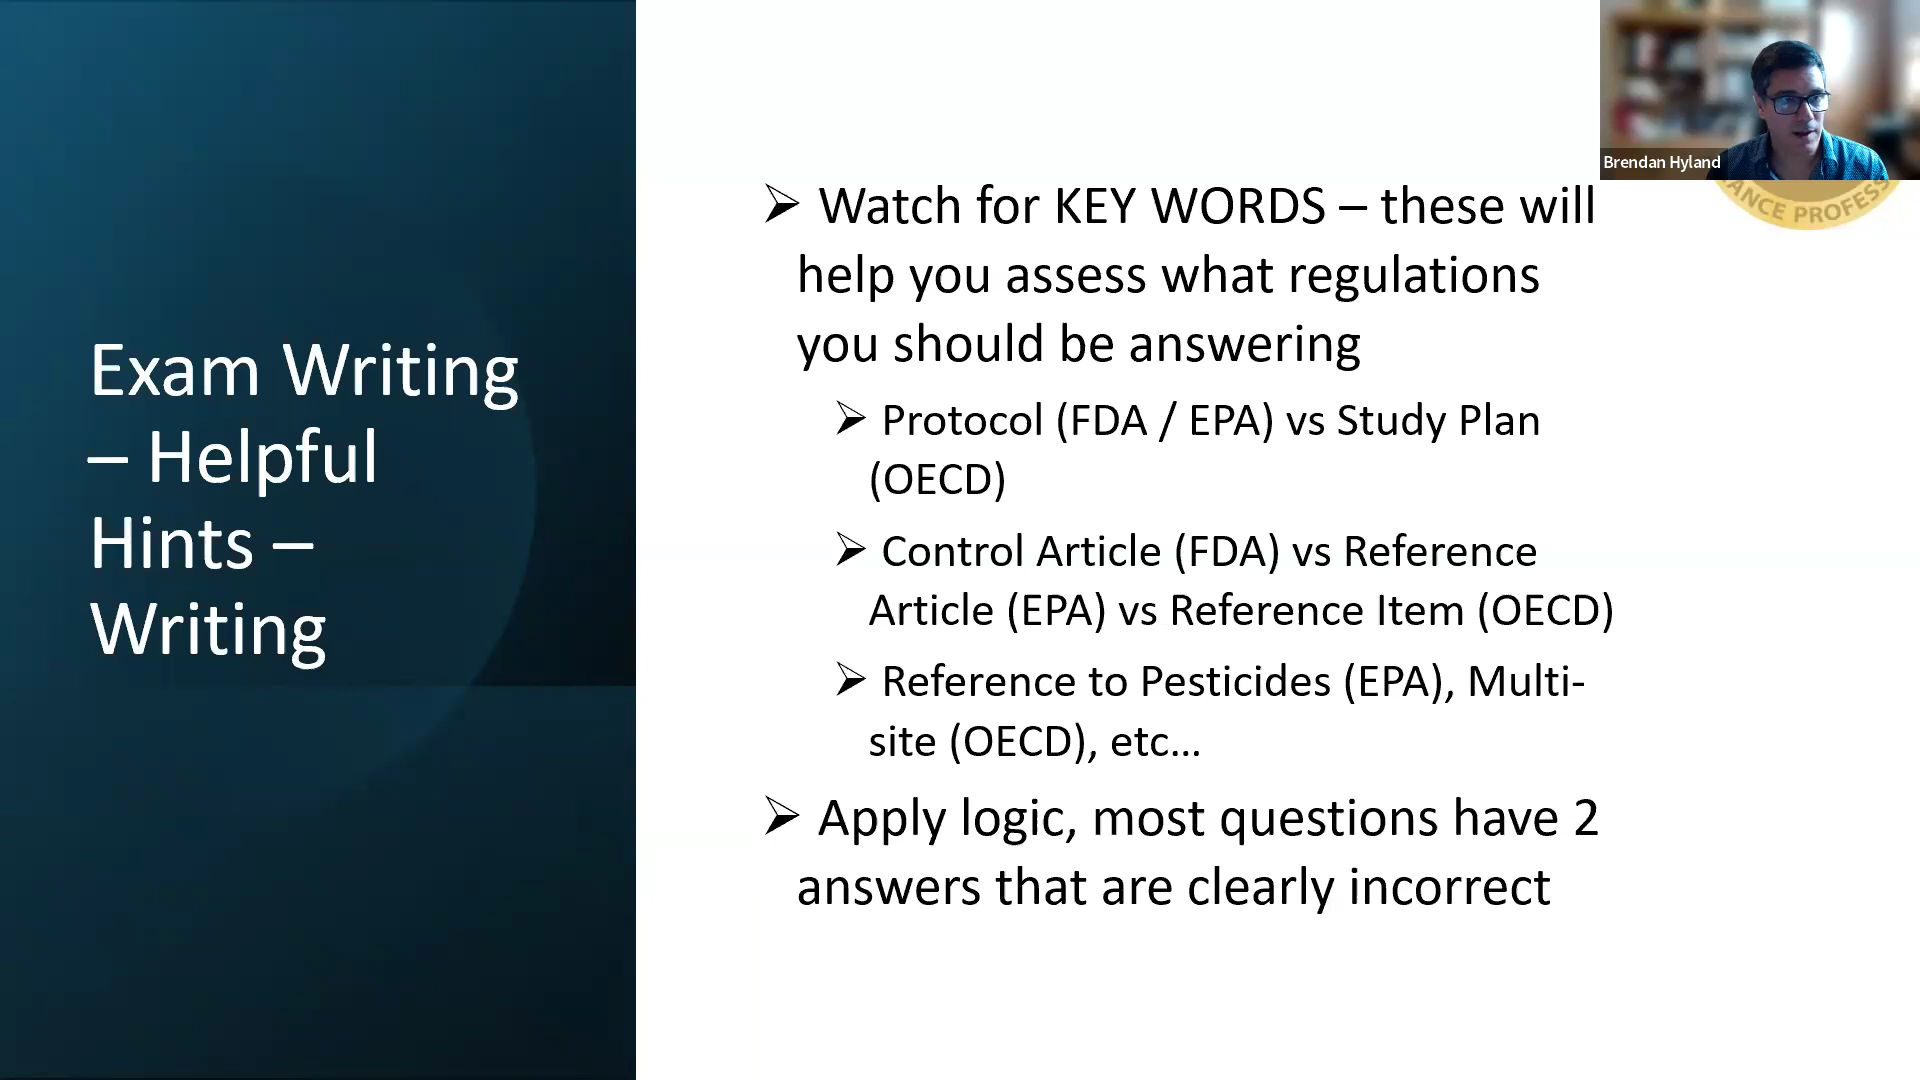 Exam Writing
– Helpful
Hints –
Writing
➢ Watch for KEY WORDS – these will
help you assess what regulations
you should be answering
➢ Protocol (FDA / EPA) vs Study Plan
(OECD)
➢ Control Article (FDA) vs Reference
Article (EPA) vs Reference Item (OECD)
➢ Reference to Pesticides (EPA), Multi-
site (OECD), etc…
➢ Apply logic, most questions have 2
answers that are clearly incorrect
Brendan Hyland
ANCE PROFESS